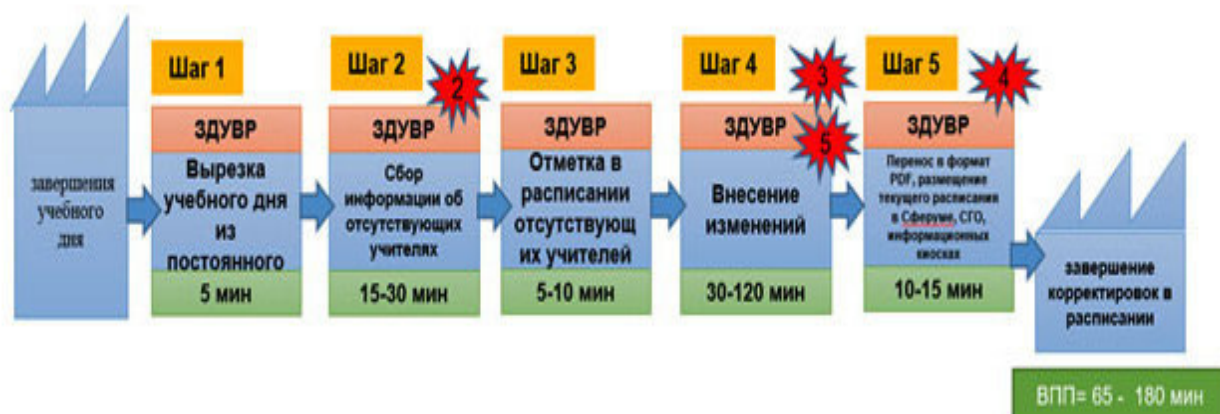 завершения
учебного
дня
Шаг 1
ЗДУВР
Вырезка
учебного дня
из
постоянного
5 мин
Шаг 2
2
ЗДУВР
Сбор
информации об
отсутствующих
учителях
15-30 мин
Шаг 3
ЗДУВР
Отметка в
расписании
отсутствующ
их учителей
5-10 мин
Шаг 4
3
ЗДУВР
5
Внесение
изменений
30-120 мин
Шаг 5
4
ЗДУВР
Перенос в формат
PDF, размещение
текущего расписания
в Сферуме, СГО,
информационных
киосках
10-15 мин
завершение
корректировок в
расписании
ВПП= 65 - 180 мин